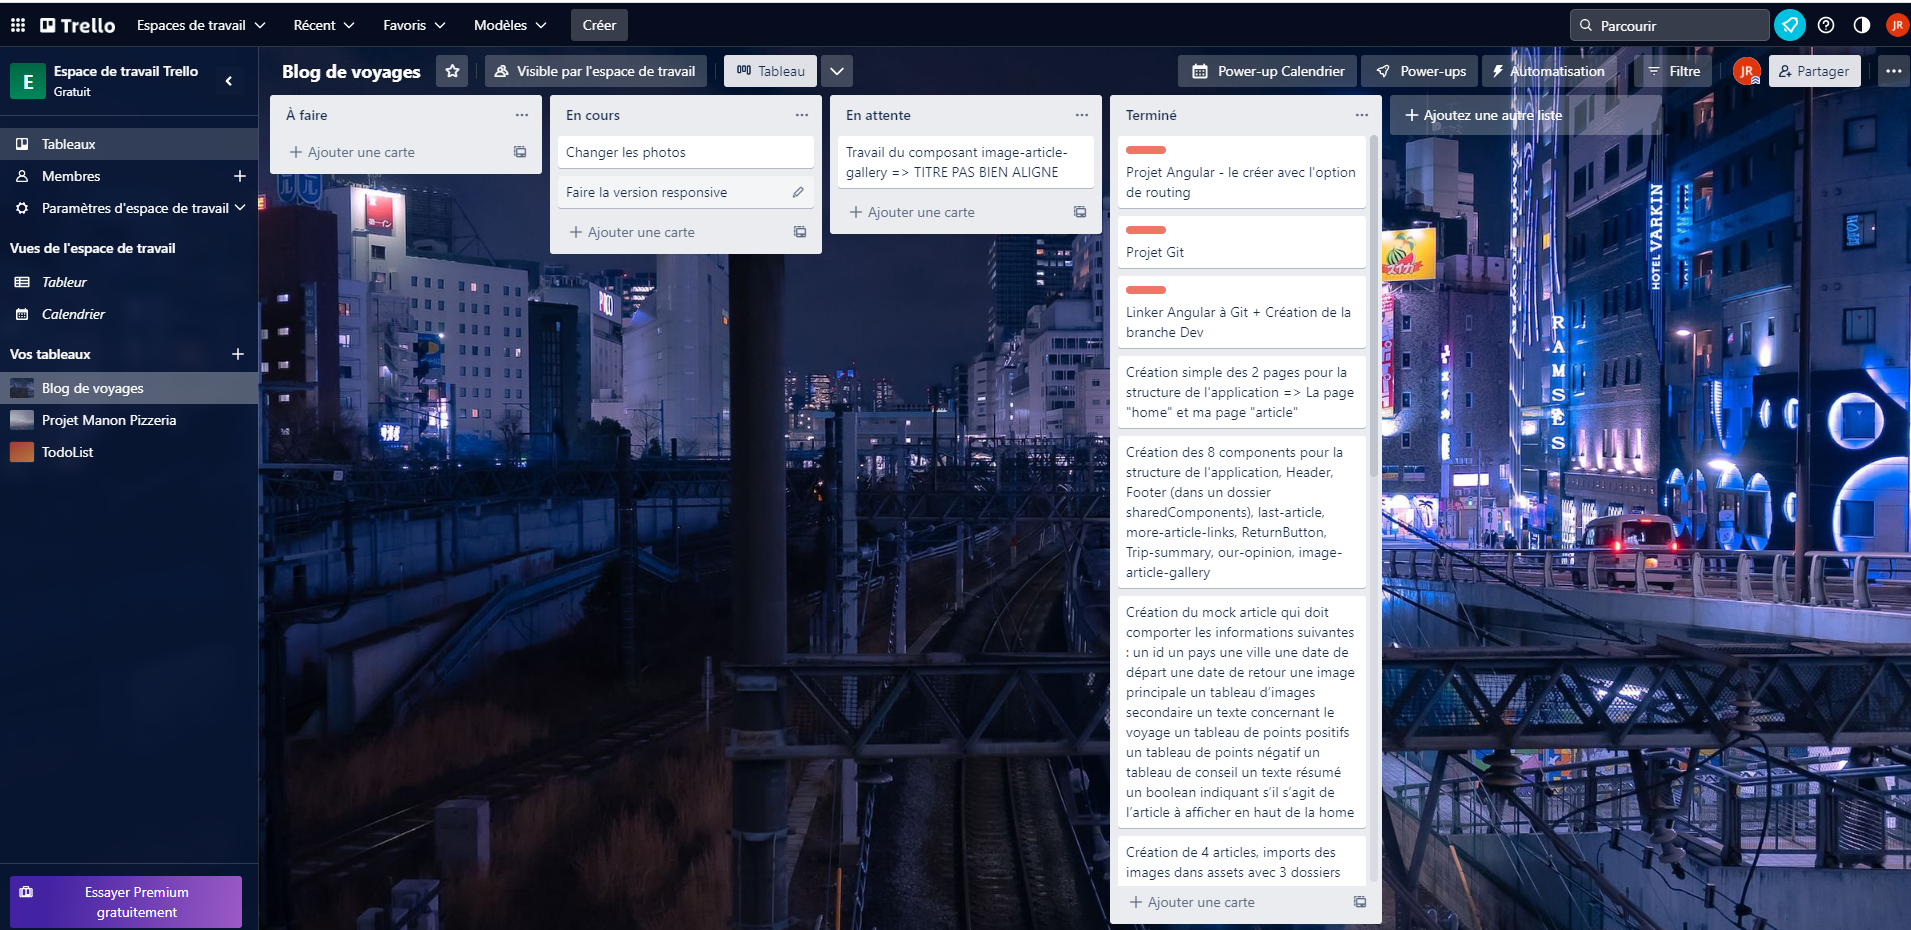 Trello
Espaces de travail
Récent
Favoris
Modèles
Créer
Parcourir
JR
E
Espace de travail Trello
Gratuit
Blog de voyages
Visible par l'espace de travail
Tableau
Power-up Calendrier
Power-ups
Automatisation
Filtre
JR
Partager
Tableaux
Membres
Paramètres d'espace de travail
Vues de l'espace de travail
Tableur
Calendrier
Vos tableaux
Blog de voyages
Projet Manon Pizzeria
TodoList
Essayer Premium
gratuitement
À faire
Ajouter une carte
En cours
Changer les photos
Faire la version responsive
Ajouter une carte
En attente
Travail du composant image-article-
gallery => TITRE PAS BIEN ALIGNE
Ajouter une carte
Terminé
Projet Angular - le créer avec l'option
de routing
Projet Git
Linker Angular à Git + Création de la
branche Dev
Création simple des 2 pages pour la
structure de l'application => La page
"home" et ma page "article"
Création des 8 components pour la
structure de l'application, Header,
Footer (dans un dossier
sharedComponents), last-article,
more-article-links, ReturnButton,
Trip-summary, our-opinion, image-
article-gallery
Création du mock article qui doit
comporter les informations suivantes
: un id un pays une ville une date de
départ une date de retour une image
principale un tableau d’images
secondaire un texte concernant le
voyage un tableau de points positifs
un tableau de points négatif un
tableau de conseil un texte résumé
un boolean indiquant s’il s’agit de
l’article à afficher en haut de la home
Création de 4 articles, imports des
images dans assets avec 3 dossiers
Ajouter une carte
Ajoutez une autre liste
HOTEL VARKIN
RAMSES
スイカ